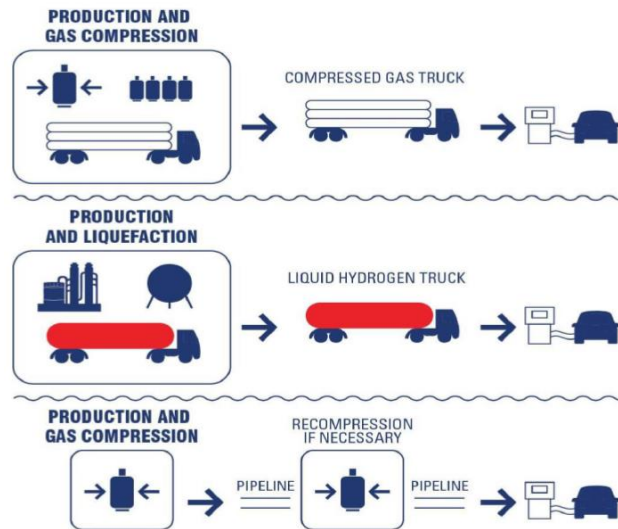 PRODUCTION AND
GAS COMPRESSION
COMPRESSED GAS TRUCK
PRODUCTION
AND LIQUEFACTION
LIQUID HYDROGEN TRUCK
PRODUCTION AND
GAS COMPRESSION
RECOMPRESSION
IF NECESSARY
PIPELINE
PIPELINE